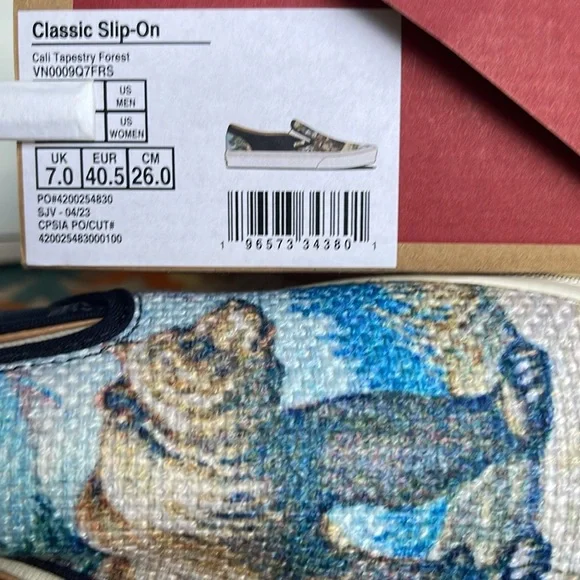 Classic Slip-On
Cali Tapestry Forest
VN0009Q7FRS
US
MEN
US
WOMEN
UK EUR CM
7.0 40.5 26.0
PO#4200254830
SJV - 04/23
CPSIA PO/CUT#
420025483000100
1 96573 34380 1